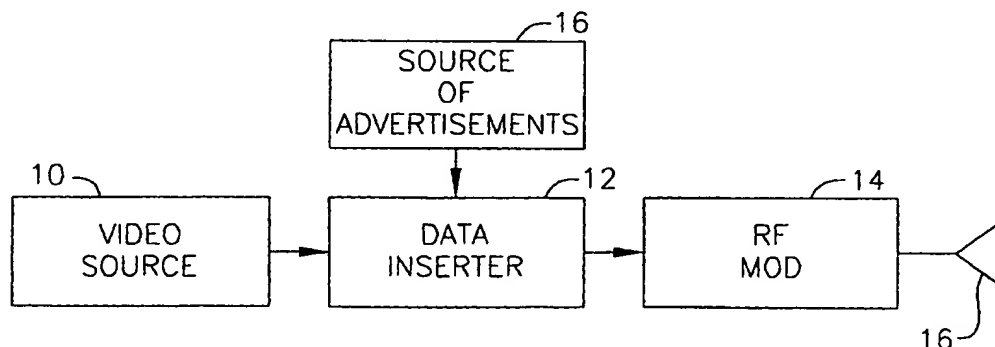 16
SOURCE
OF
ADVERTISEMENTS
10
VIDEO
SOURCE
12
DATA
INSERTER
14
RF
MOD
16